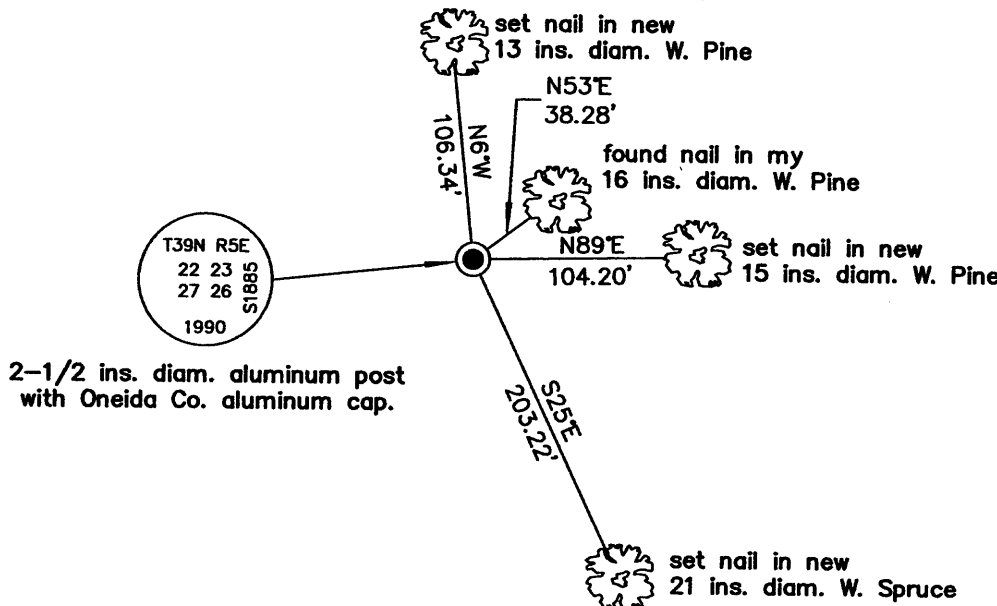 set nail in new
13 ins. diam. W. Pine
N53°E
38.28'
N6°W
106.34'
found nail in my
16 ins. diam. W. Pine
N89°E
104.20'
set nail in new
15 ins. diam. W. Pine
T39N R5E
22 23
27 26
S1885
1990
2-1/2 ins. diam. aluminum post
with Oneida Co. aluminum cap.
S25°E
203.22'
set nail in new
21 ins. diam. W. Spruce